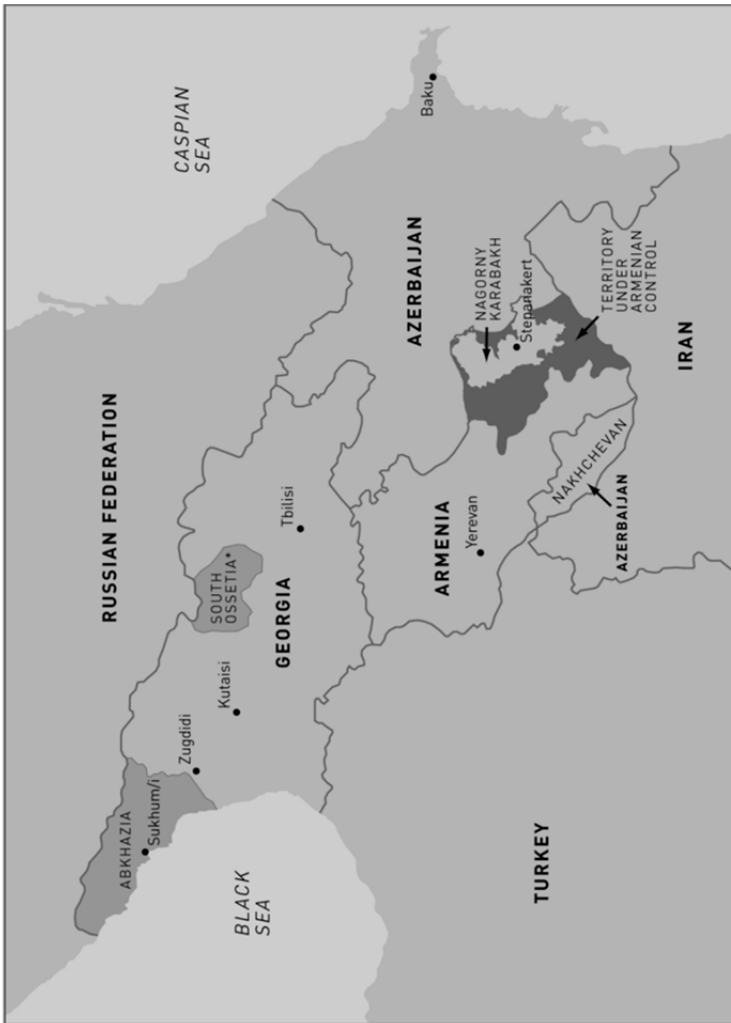 RUSSIAN FEDERATION
CASPIAN
SEA
ABKHAZIA
Sukhum/i
Zugdidi
Kutaisi
SOUTH
OSSETIA*
BLACK
SEA
GEORGIA
Tbilisi
AZERBAIJAN
Baku
ARMENIA
Yerevan
NAGORNY
KARABAKH
Stepanakert
TURKEY
NAKHCHEVAN
AZERBAIJAN
TERRITORY
UNDER
ARMENIAN
CONTROL
IRAN